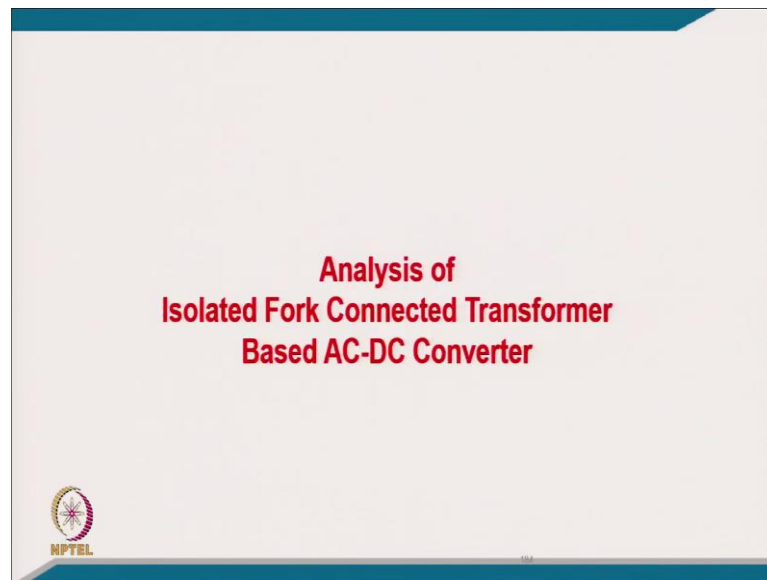 Analysis of
Isolated Fork Connected Transformer
Based AC-DC Converter
NPTEL